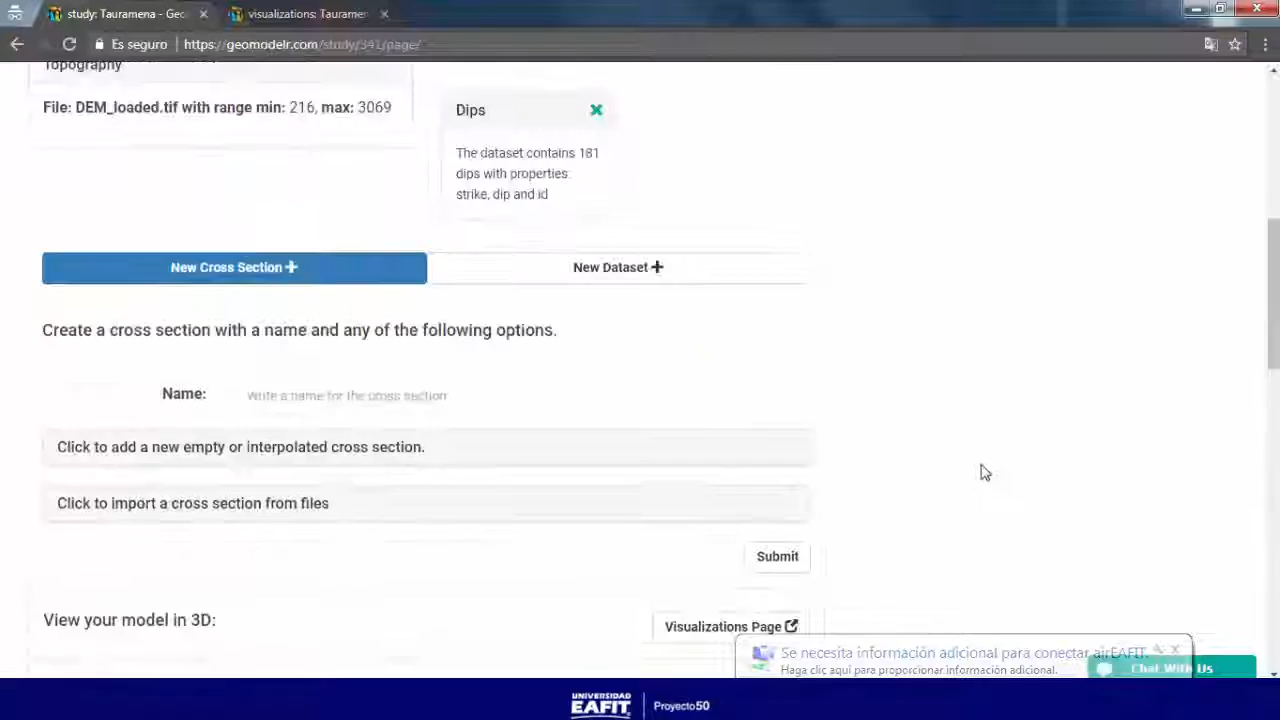 study: Tauramena - Geo
visualizations: Tauramen
Es seguro
https://geomodelr.com/study/341/page/
Topography
File: DEM_loaded.tif with range min: 216, max: 3069
Dips
The dataset contains 181
dips with properties:
strike, dip and id
New Cross Section
New Dataset
Create a cross section with a name and any of the following options.
Name:
Write a name for the cross section
Click to add a new empty or interpolated cross section.
Click to import a cross section from files
Submit
View your model in 3D:
Visualizations Page
Se necesita información adicional para conectar airEAFIT.
Haga clic aquí para proporcionar información adicional.
Chat With Us
UNIVERSIDAD
EAFIT
Proyecto50